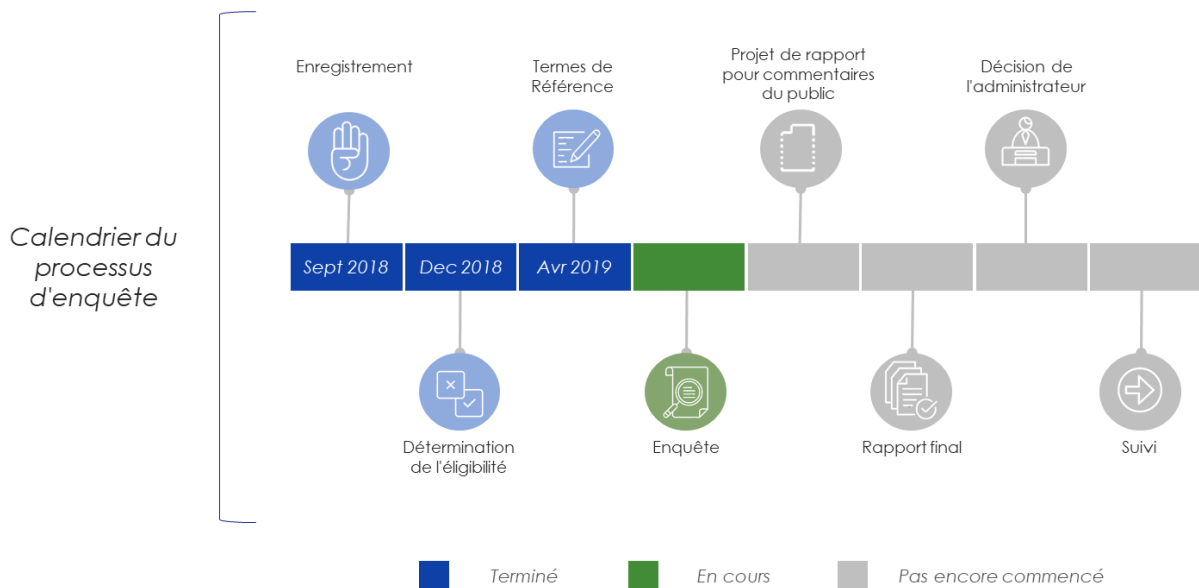 Calendrier du
processus
d'enquête
Enregistrement
Termes de
Référence
Projet de rapport
pour commentaires
du public
Décision de
l'administrateur
Sept 2018
Dec 2018
Avr 2019
Détermination
de l'éligibilité
Enquête
Rapport final
Suivi
Terminé
En cours
Pas encore commencé